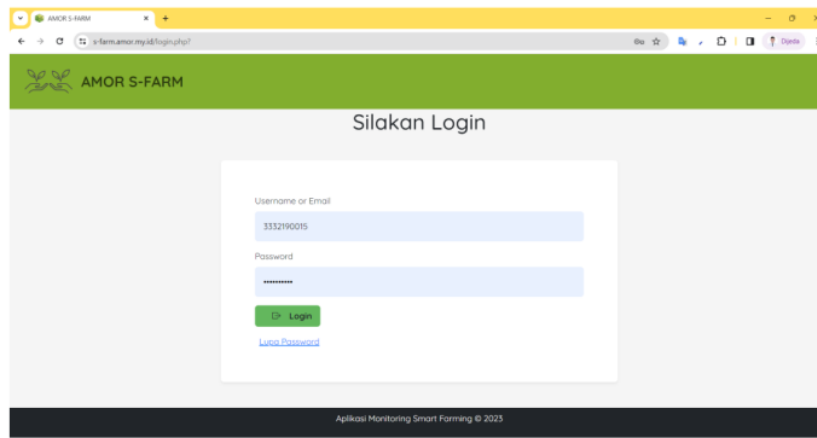 AMOR S-FARM
s-farm.amor.my.id/login.php?
Dijeda
AMOR S-FARM
Silakan Login
Username or Email
3332190015
Password
••••••••••
Login
Lupa Password
Aplikasi Monitoring Smart Farming © 2023